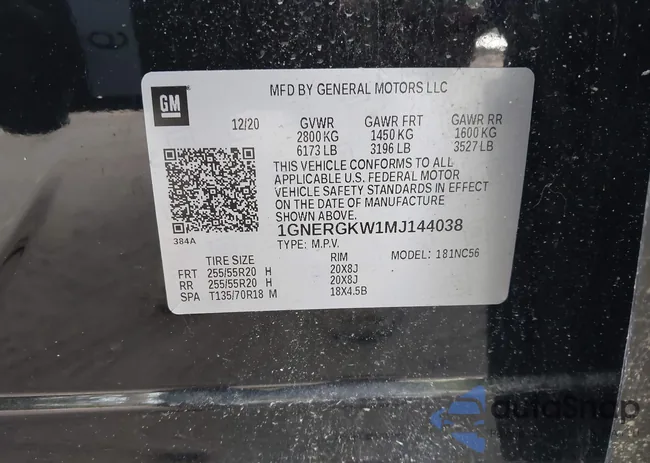 GM
MFD BY GENERAL MOTORS LLC
12/20 GVWR GAWR FRT GAWR RR
2800 KG 1450 KG 1600 KG
6173 LB 3196 LB 3527 LB
THIS VEHICLE CONFORMS TO ALL
APPLICABLE U.S. FEDERAL MOTOR
VEHICLE SAFETY STANDARDS IN EFFECT
ON THE DATE OF MANUFACTURE
SHOWN ABOVE.
384A
1GNERGKW1MJ144038
TYPE: M.P.V. MODEL: 181NC56
TIRE SIZE RIM
FRT 255/55R20 H 20X8J
RR 255/55R20 H 20X8J
SPA T135/70R18 M 18X4.5B
autaShop